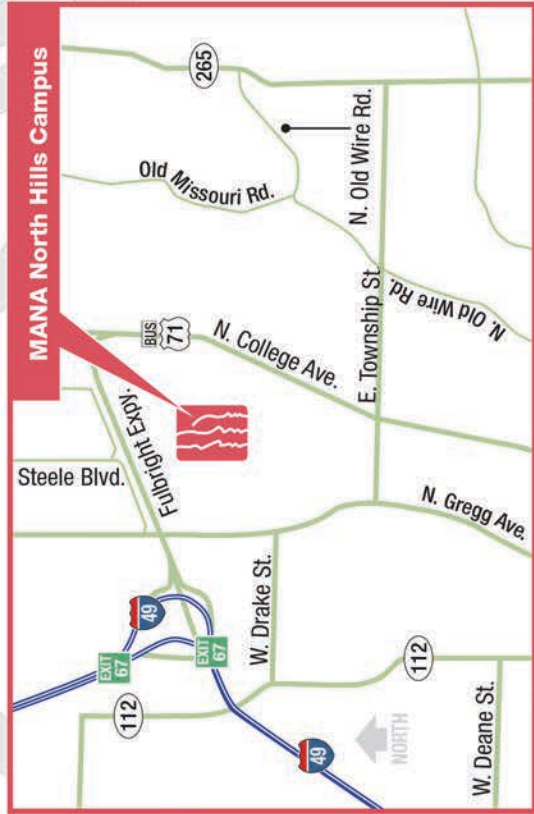 MANA North Hills Campus
265
Old Missouri Rd.
N. Old Wire Rd.
BUS
71
N. College Ave.
E. Township St.
N. Old Wire Rd.
Fulbright Expy.
Steele Blvd.
N. Gregg Ave.
49
EXIT
67
EXIT
67
W. Drake St.
112
112
49
NORTH
W. Deane St.